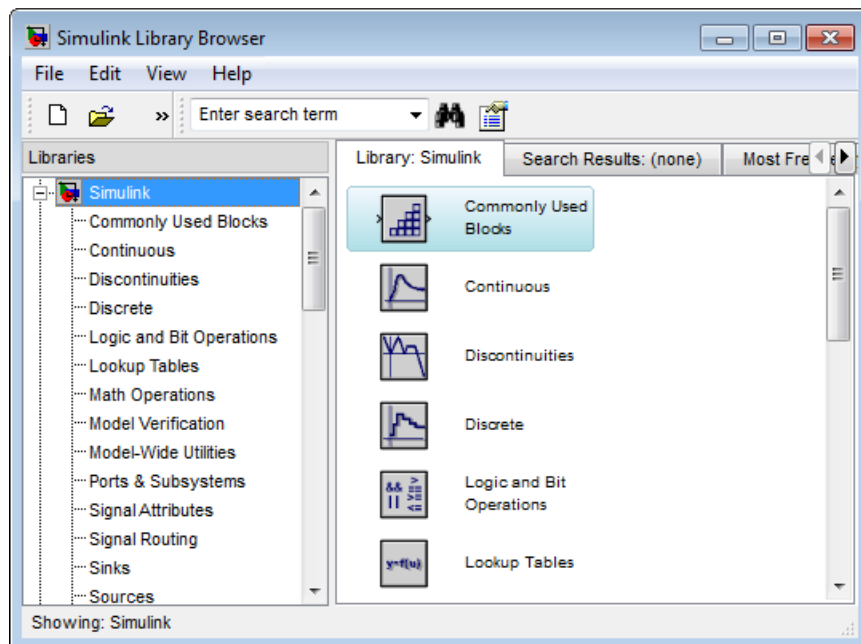 Simulink Library Browser
File Edit View Help
» Enter search term
Libraries
Library: Simulink Search Results: (none) Most Fre
Simulink
Commonly Used Blocks
Continuous
Discontinuities
Discrete
Logic and Bit Operations
Lookup Tables
Math Operations
Model Verification
Model-Wide Utilities
Ports & Subsystems
Signal Attributes
Signal Routing
Sinks
Sources
Commonly Used
Blocks
Continuous
Discontinuities
Discrete
&& > >=
|| >= <=
Logic and Bit
Operations
y=f(u)
Lookup Tables
Showing: Simulink